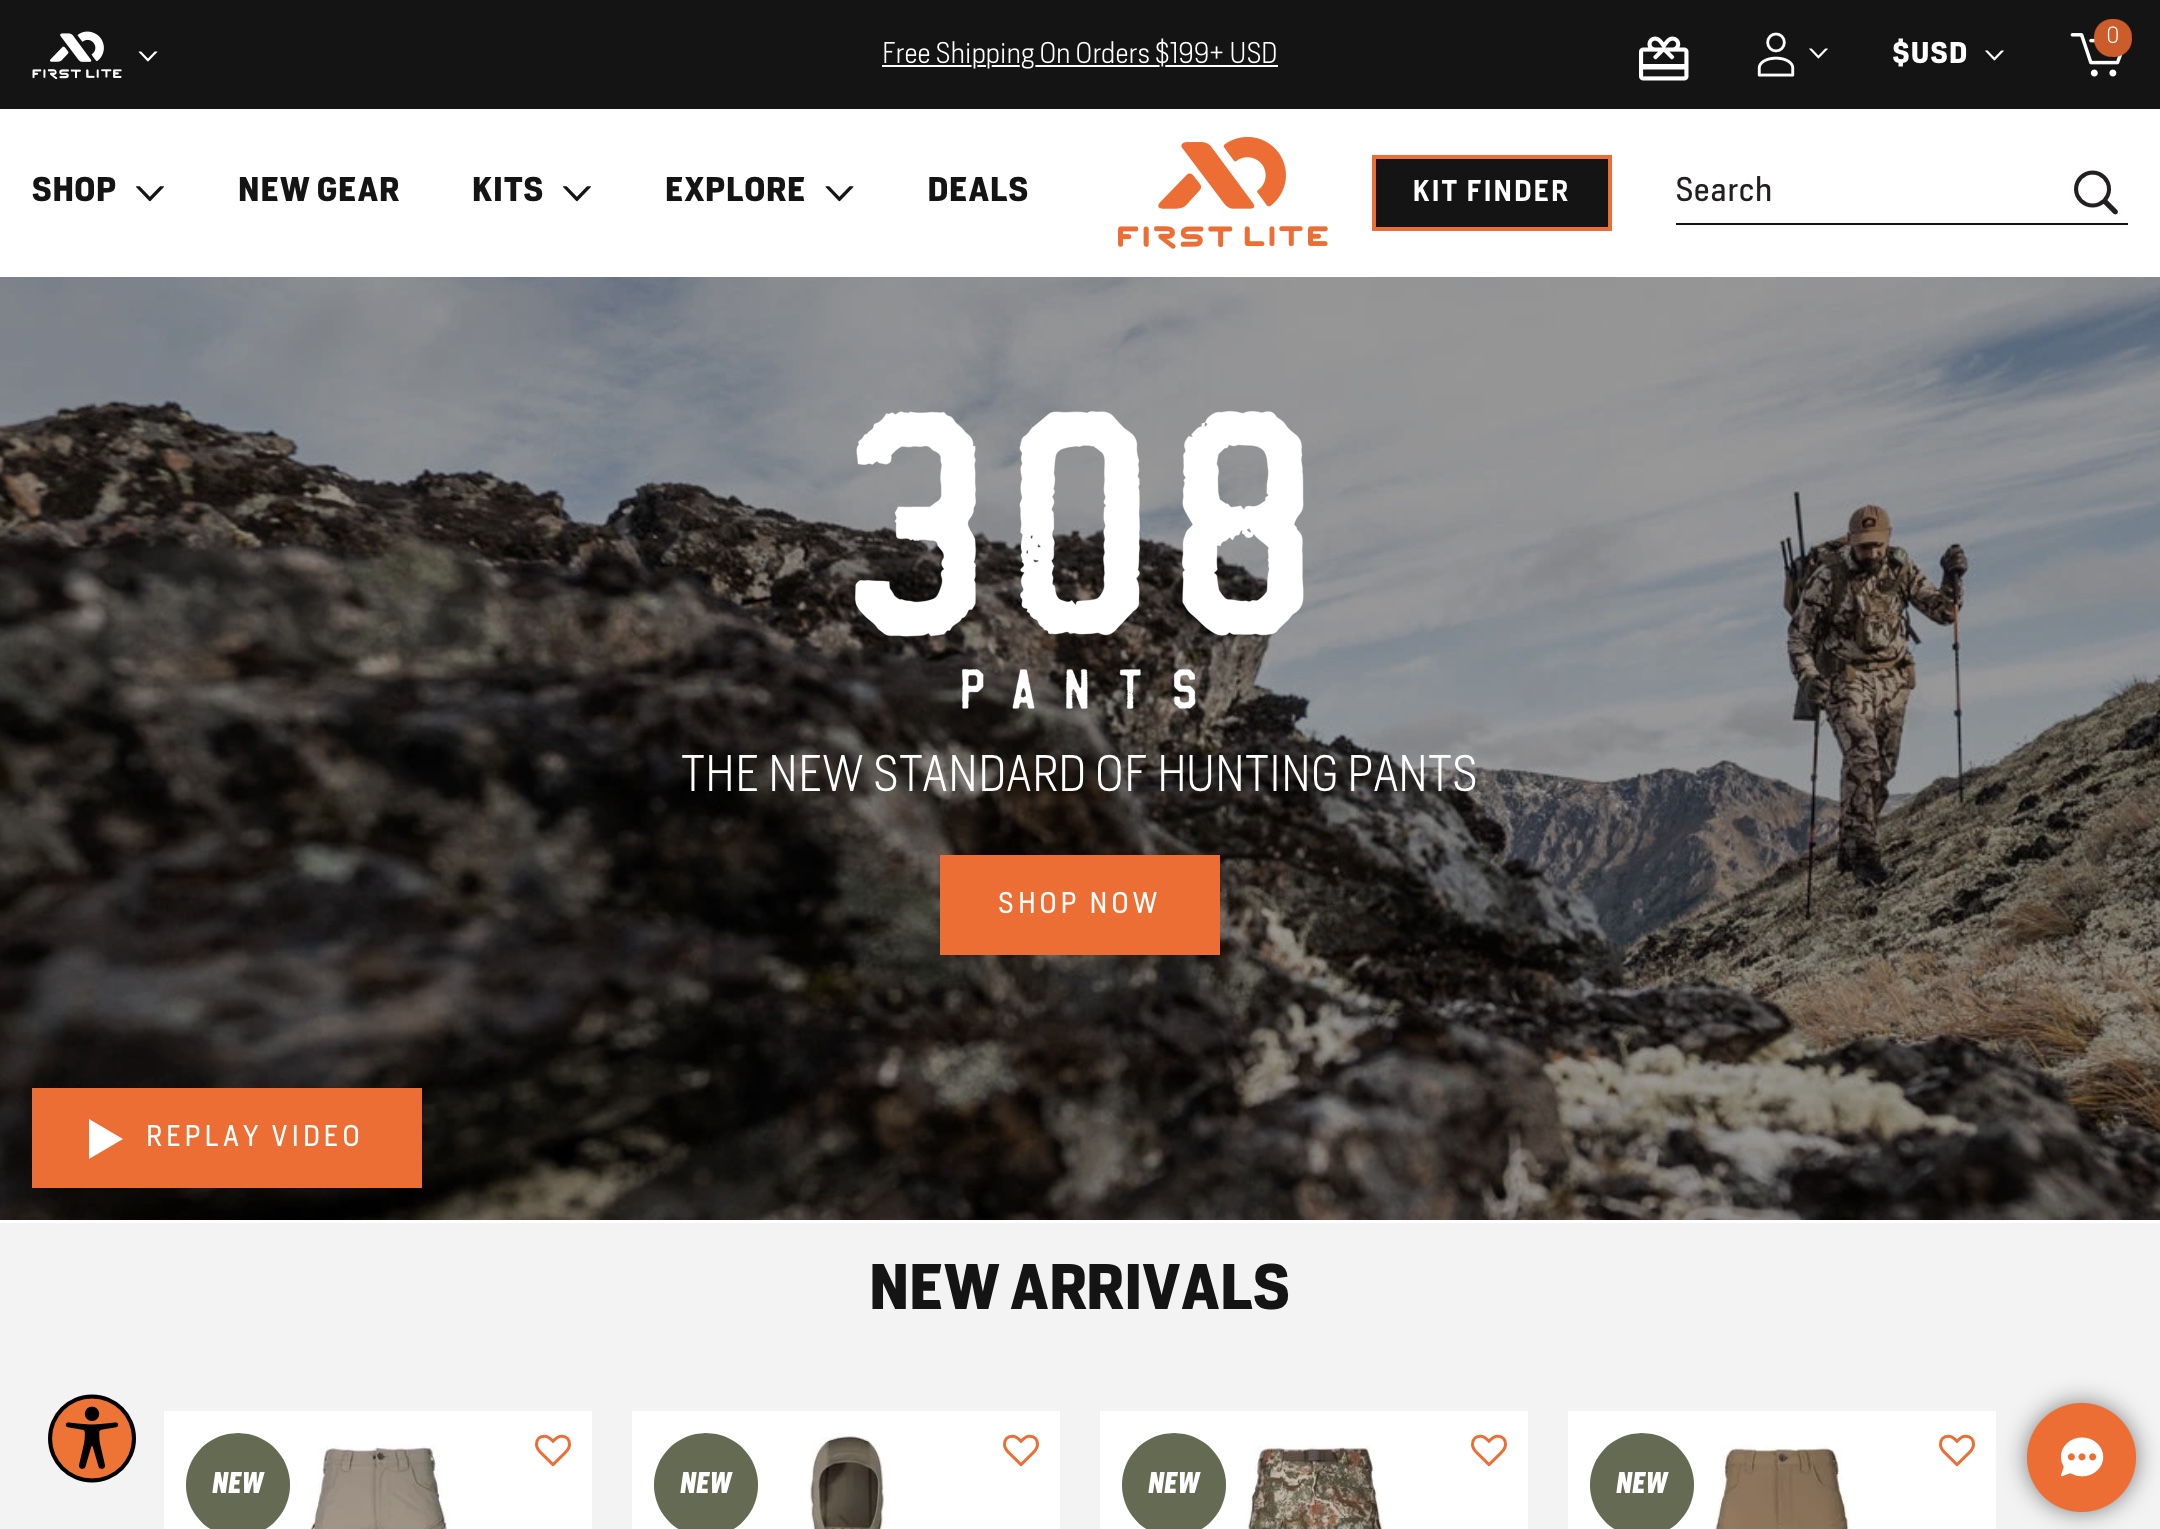 FIRST LITE
Free Shipping On Orders $199+ USD
$USD
0
SHOP
NEW GEAR
KITS
EXPLORE
DEALS
FIRST LITE
KIT FINDER
Search
308
PANTS
THE NEW STANDARD OF HUNTING PANTS
SHOP NOW
REPLAY VIDEO
NEW ARRIVALS
NEW
NEW
NEW
NEW